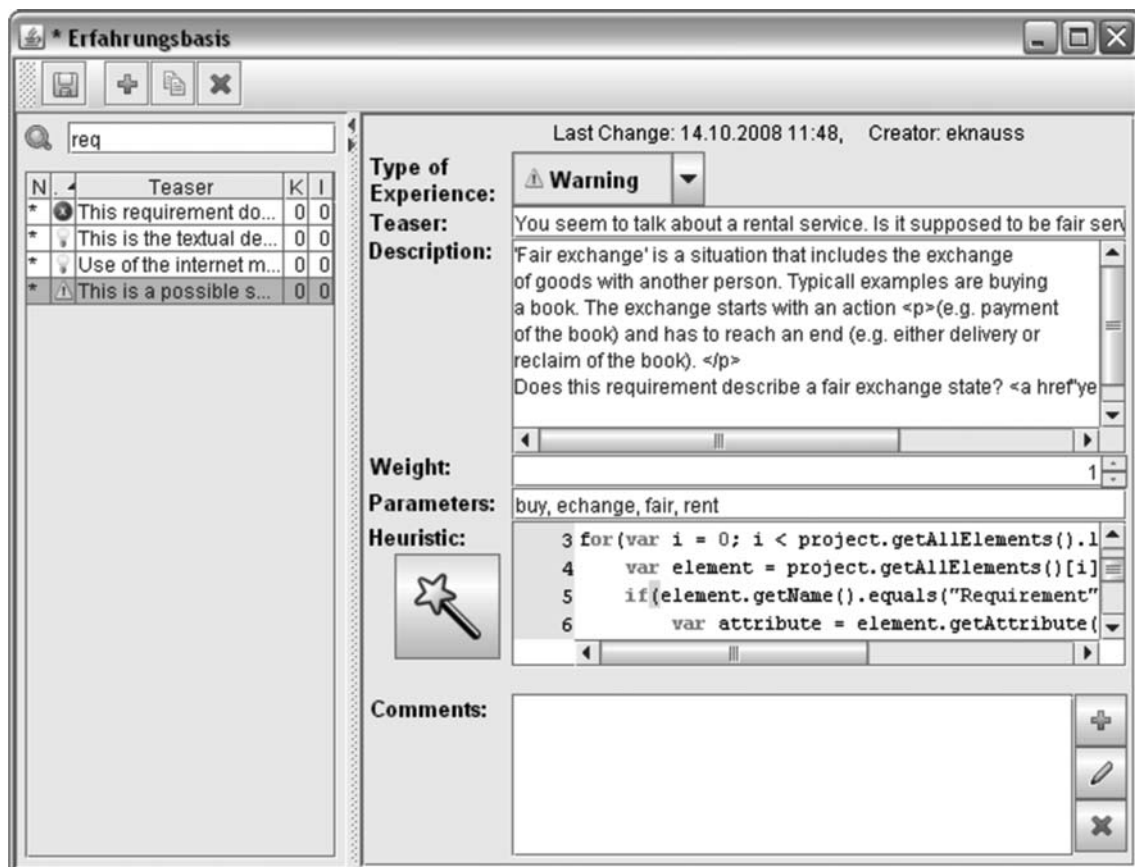 * Erfahrungsbasis
req
N . Teaser K I
* This requirement do... 0 0
* This is the textual de... 0 0
* Use of the internet m... 0 0
* This is a possible s... 0 0
Last Change: 14.10.2008 11:48, Creator: eknauss
Type of
Experience:
Warning
Teaser:
You seem to talk about a rental service. Is it supposed to be fair serv
Description:
'Fair exchange' is a situation that includes the exchange
of goods with another person. Typicall examples are buying
a book. The exchange starts with an action <p>(e.g. payment
of the book) and has to reach an end (e.g. either delivery or
reclaim of the book). </p>
Does this requirement describe a fair exchange state? <a href"ye
Weight:
1
Parameters:
buy, echange, fair, rent
Heuristic:
3 for(var i = 0; i < project.getAllElements().l
4 var element = project.getAllElements()[i]
5 if(element.getName().equals("Requirement"
6 var attribute = element.getAttribute(
Comments: